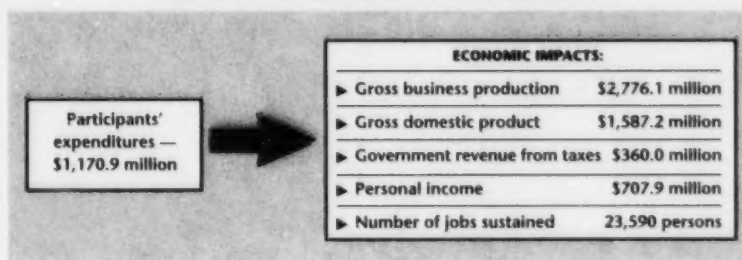 Participants'
expenditures —
$1,170.9 million
ECONOMIC IMPACTS:
▶ Gross business production $2,776.1 million
▶ Gross domestic product $1,587.2 million
▶ Government revenue from taxes $360.0 million
▶ Personal income $707.9 million
▶ Number of jobs sustained 23,590 persons